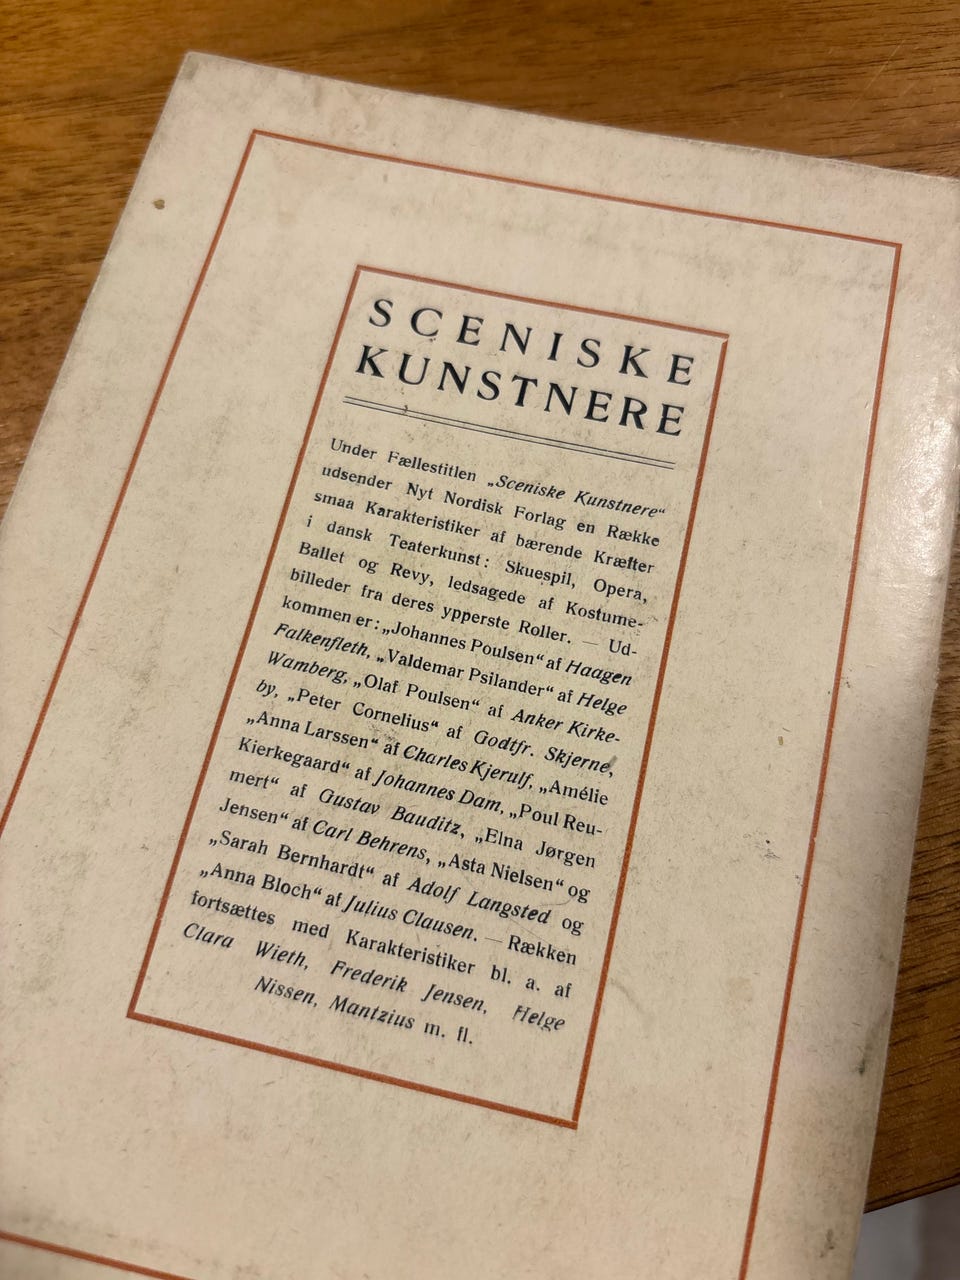 SCENISKE
KUNSTNERE
Under Fællestitlen „Sceniske Kunstnere“
udsender Nyt Nordisk Forlag en Række
smaa Karakteristiker af bærende Kræfter
i dansk Teaterkunst: Skuespil, Opera,
Ballet og Revy, ledsagede af Kostume-
billeder fra deres ypperste Roller. — Ud-
kommen er: „Johannes Poulsen“ af Haagen
Falkenfleth, „Valdemar Psilander“ af Helge
Wamberg, „Olaf Poulsen“ af Anker Kirke-
by, „Peter Cornelius“ af Godtfr. Skjerne,
„Anna Larssen“ af Charles Kjerulf, „Amélie
Kierkegaard“ af Johannes Dam, „Poul Reu-
mert“ af Gustav Bauditz, „Elna Jørgen
Jensen“ af Carl Behrens, „Asta Nielsen“ og
„Sarah Bernhardt“ af Adolf Langsted og
„Anna Bloch“ af Julius Clausen. — Rækken
fortsættes med Karakteristiker bl. a. af
Clara Wieth, Frederik Jensen, Helge
Nissen, Mantzius m. fl.